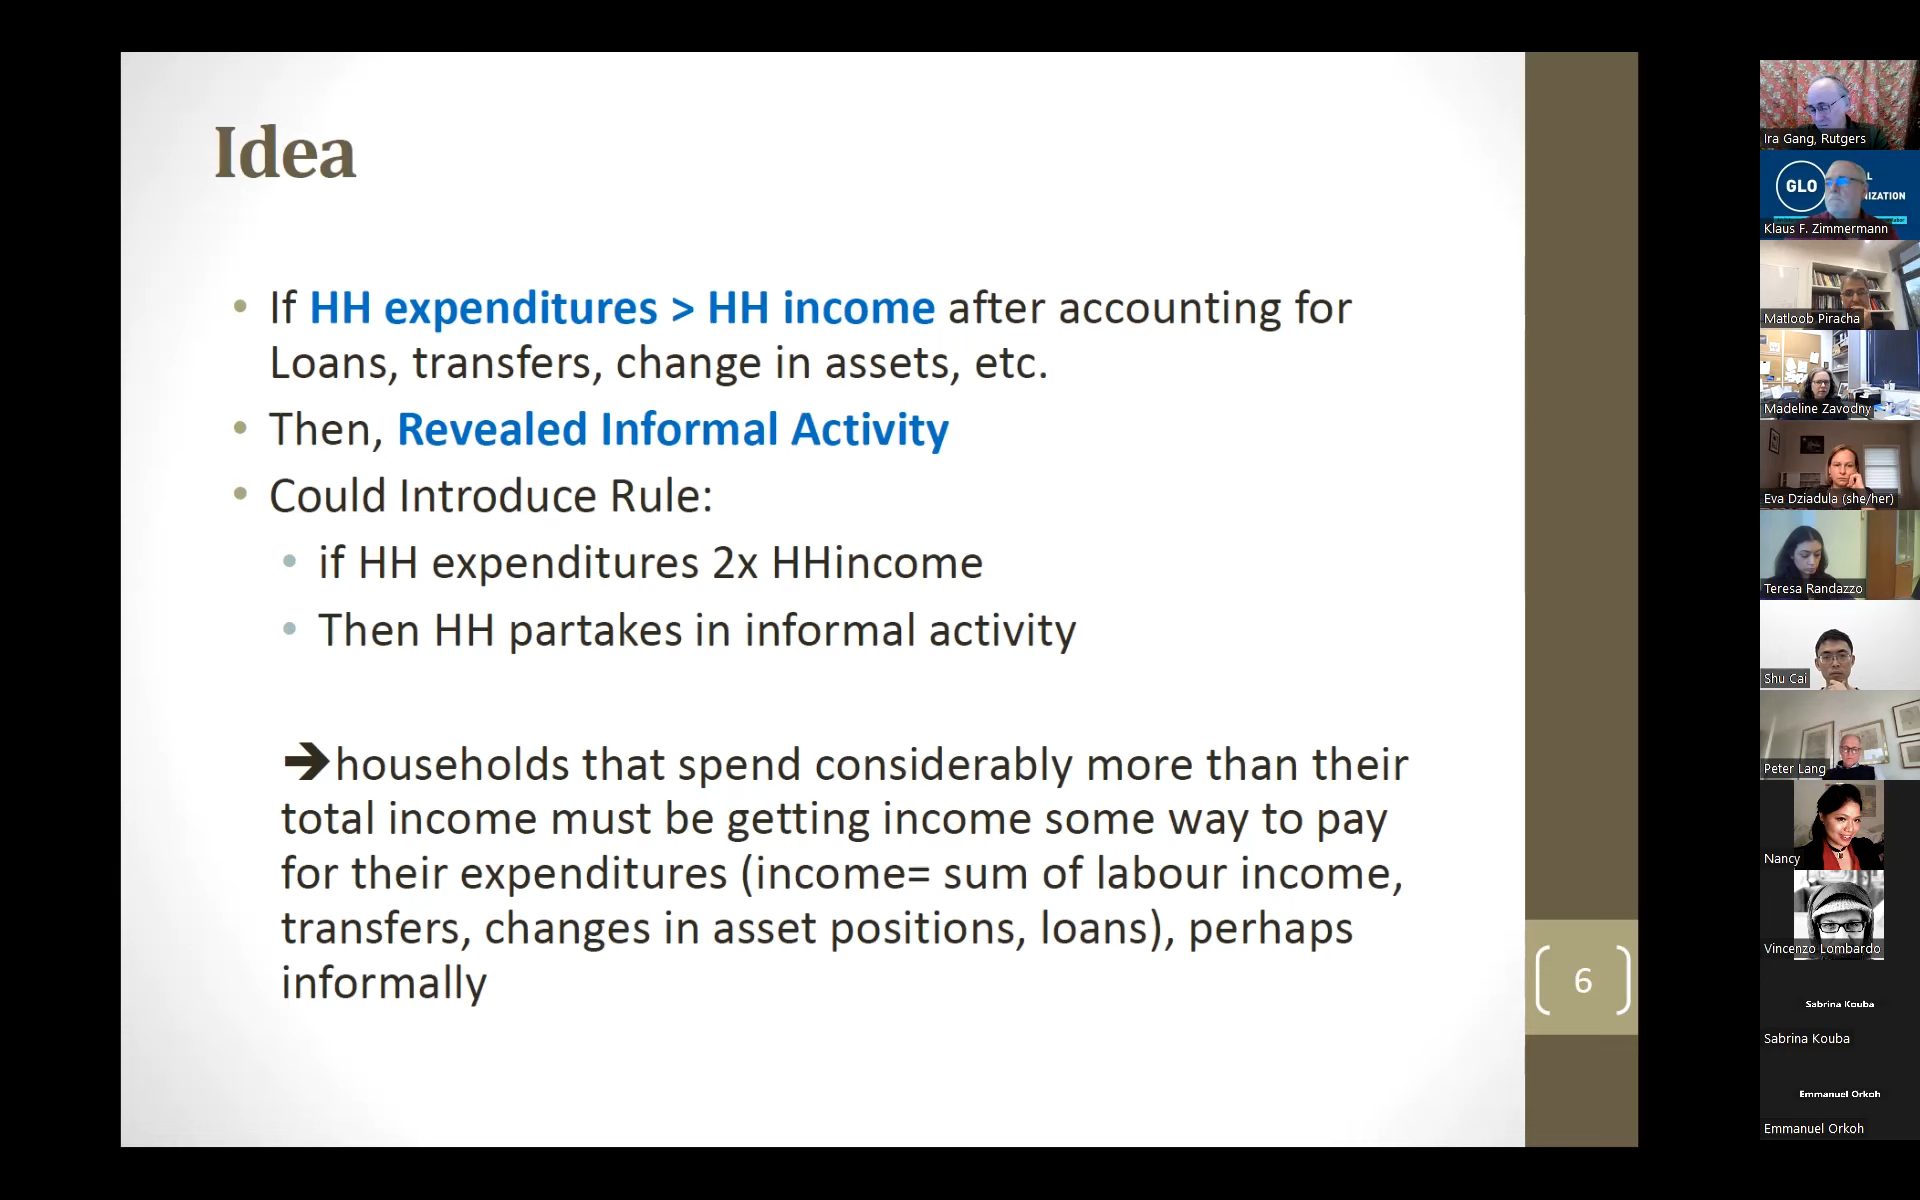 Idea
• If HH expenditures > HH income after accounting for
Loans, transfers, change in assets, etc.
• Then, Revealed Informal Activity
• Could Introduce Rule:
• if HH expenditures 2x HHincome
• Then HH partakes in informal activity
➔households that spend considerably more than their
total income must be getting income some way to pay
for their expenditures (income= sum of labour income,
transfers, changes in asset positions, loans), perhaps
informally
6
Ira Gang, Rutgers
GLO
NIZATION
Klaus F. Zimmermann
Matloob Piracha
Madeline Zavodny
Eva Dziadula (she/her)
Teresa Randazzo
Shu Cai
Peter Lang
Nancy
Vincenzo Lombardo
Sabrina Kouba
Sabrina Kouba
Emmanuel Orkoh
Emmanuel Orkoh